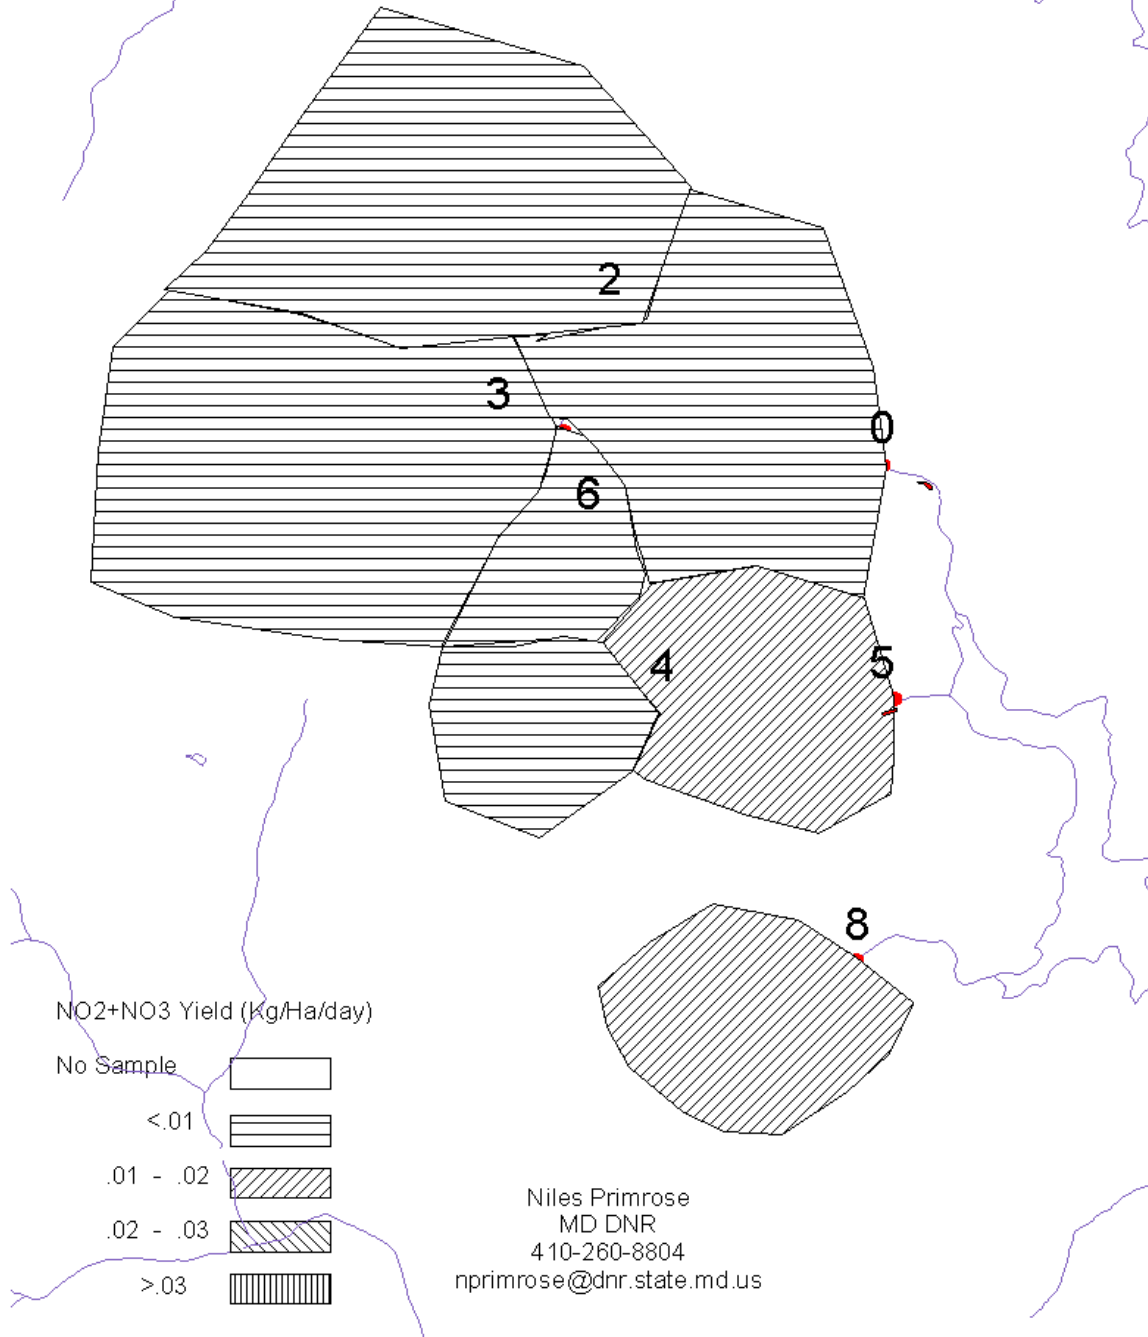 2
3
0
6
4
5
8
NO2+NO3 Yield (Kg/Ha/day)
No Sample
<.01
.01 - .02
.02 - .03
>.03
Niles Primrose
MD DNR
410-260-8804
nprimrose@dnr.state.md.us